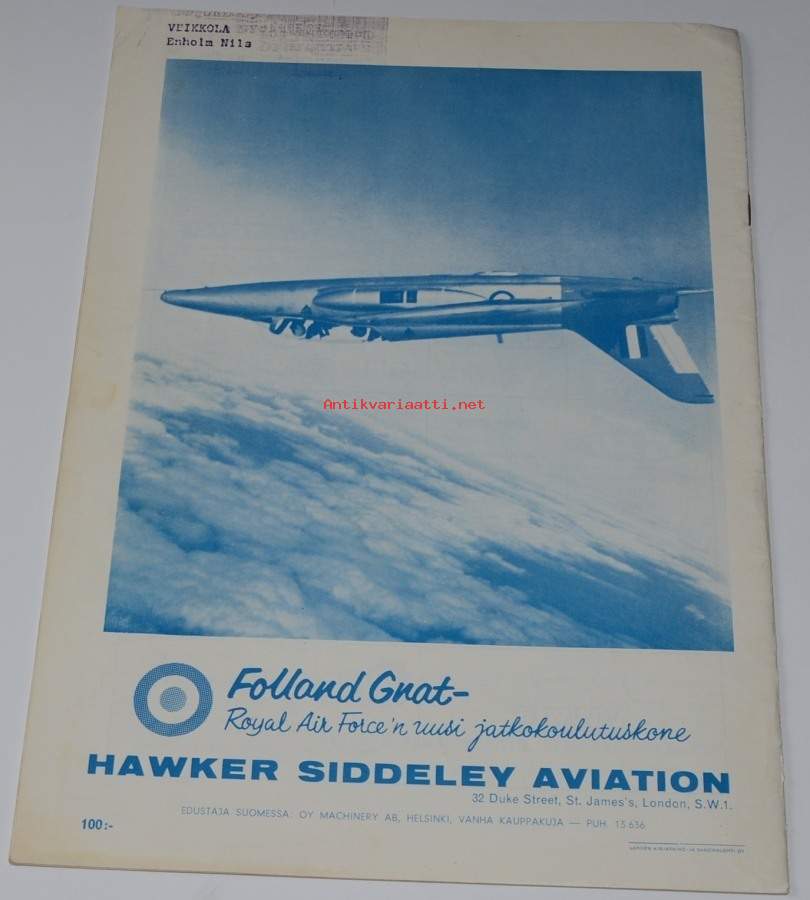 VEIKKOLA
Enholm Nils
Antikvariaatti.net
Folland Gnat-
Royal Air Force'n uusi jatkokoulutuskone
HAWKER SIDDELEY AVIATION
32 Duke Street, St. James's, London, S.W.1.
EDUSTAJA SUOMESSA: OY MACHINERY AB, HELSINKI, VANHA KAUPPAKUJA — PUH. 13 636
100:-